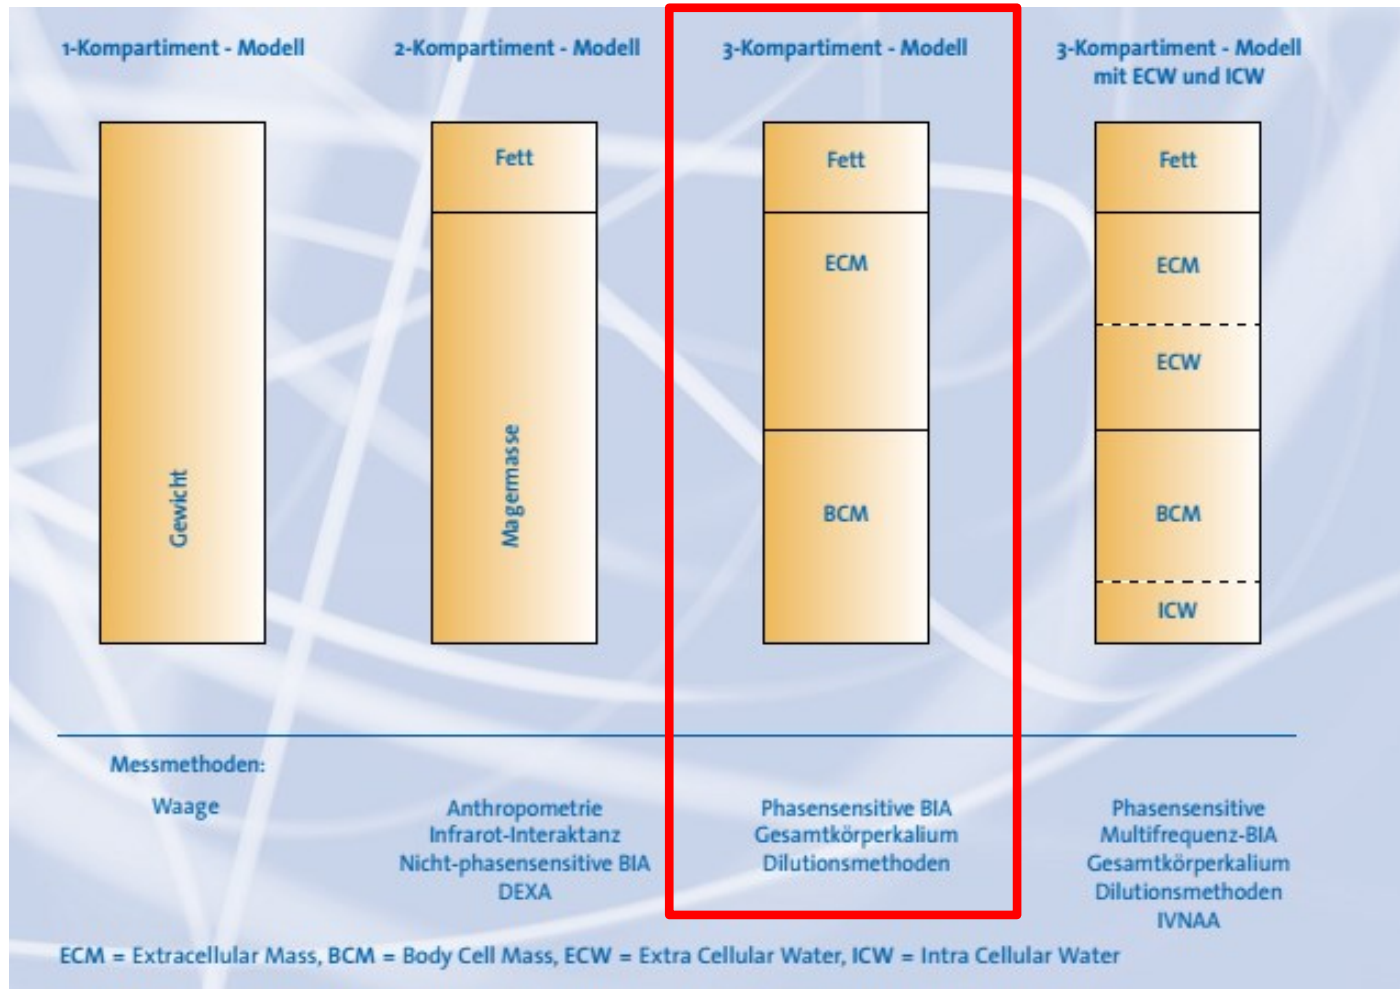 1-Kompartiment - Modell
Gewicht
2-Kompartiment - Modell
Fett
Magermasse
3-Kompartiment - Modell
Fett
ECM
BCM
3-Kompartiment - Modell
mit ECW und ICW
Fett
ECM
ECW
BCM
ICW
Messmethoden:
Waage
Anthropometrie
Infrarot-Interaktanz
Nicht-phasensensitive BIA
DEXA
Phasensensitive BIA
Gesamtkörperkalium
Dilutionsmethoden
Phasensensitive
Multifrequenz-BIA
Gesamtkörperkalium
Dilutionsmethoden
IVNAA
ECM = Extracellular Mass, BCM = Body Cell Mass, ECW = Extra Cellular Water, ICW = Intra Cellular Water